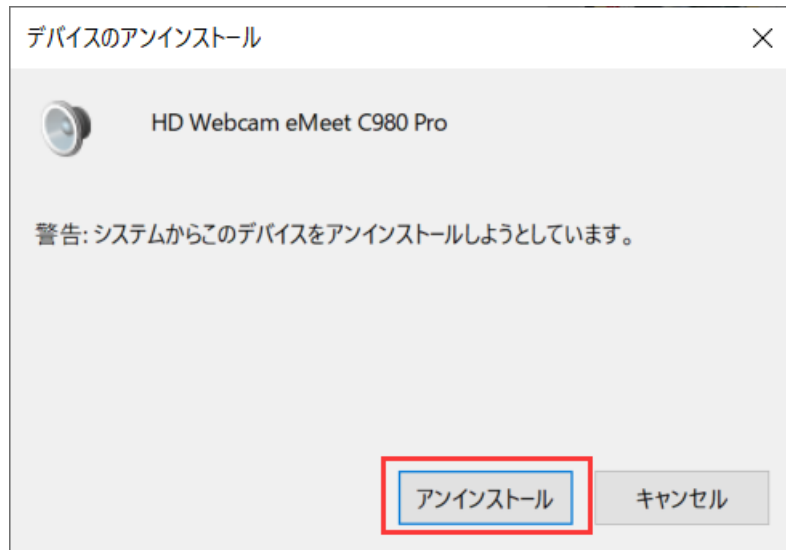 デバイスのアンインストール
HD Webcam eMeet C980 Pro
警告: システムからこのデバイスをアンインストールしようとしています。
アンインストール
キャンセル